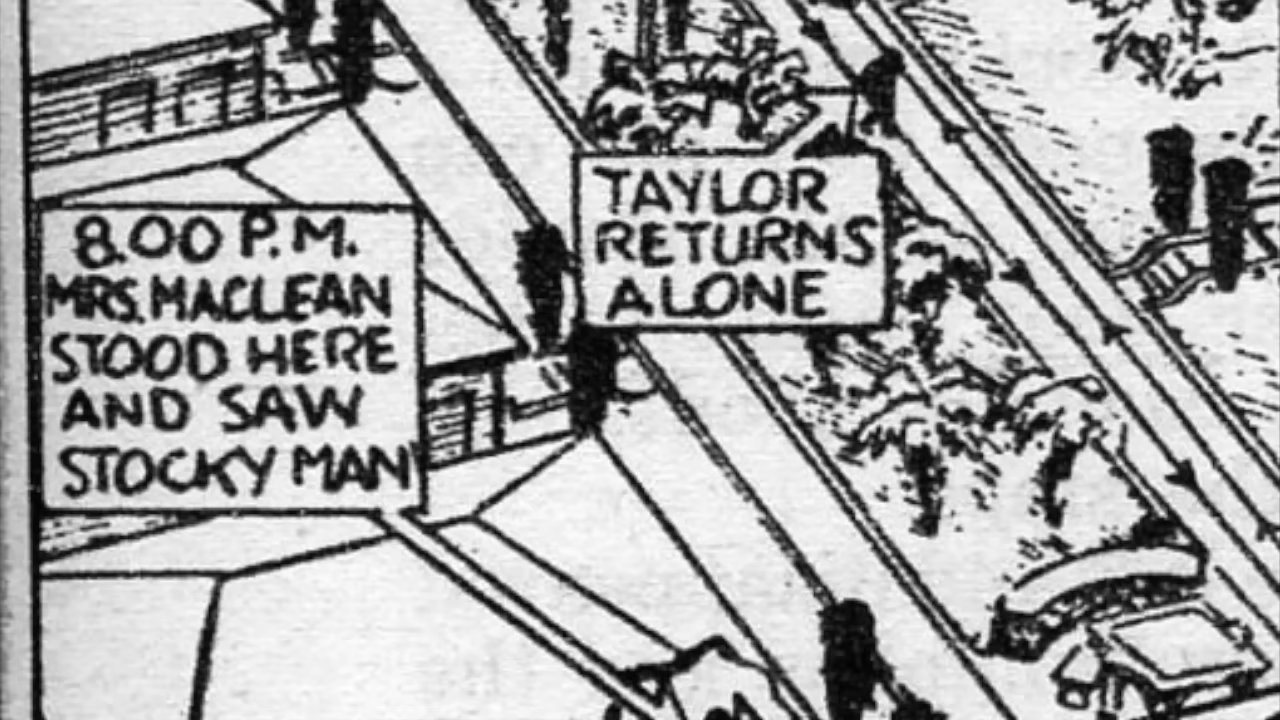 8.00 P.M.
MRS. MACLEAN
STOOD HERE
AND SAW
STOCKY MAN
TAYLOR
RETURNS
ALONE